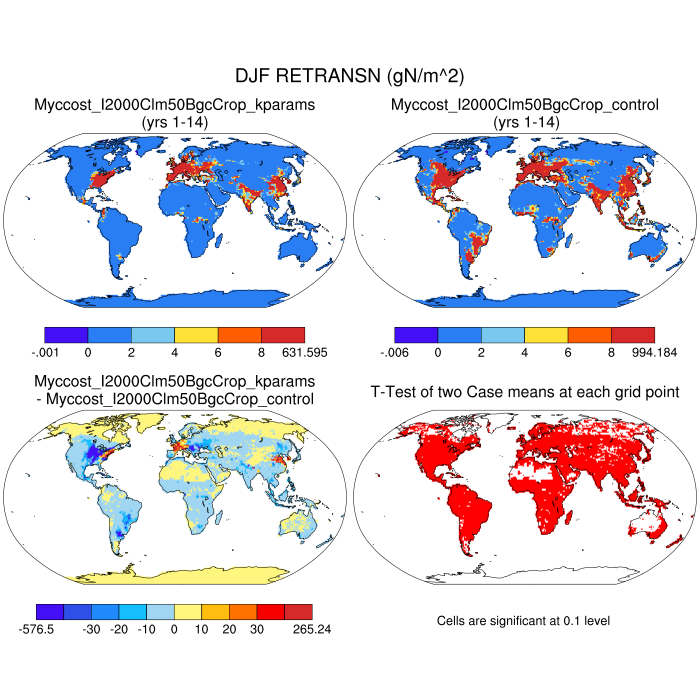 DJF RETRANSN (gN/m^2)
Myccost_I2000Clm50BgcCrop_kparams
(yrs 1-14)
Myccost_I2000Clm50BgcCrop_control
(yrs 1-14)
-.001 0 2 4 6 8 631.595
-.006 0 2 4 6 8 994.184
Myccost_I2000Clm50BgcCrop_kparams
- Myccost_I2000Clm50BgcCrop_control
T-Test of two Case means at each grid point
-576.5 -30 -20 -10 0 10 20 30 265.24
Cells are significant at 0.1 level